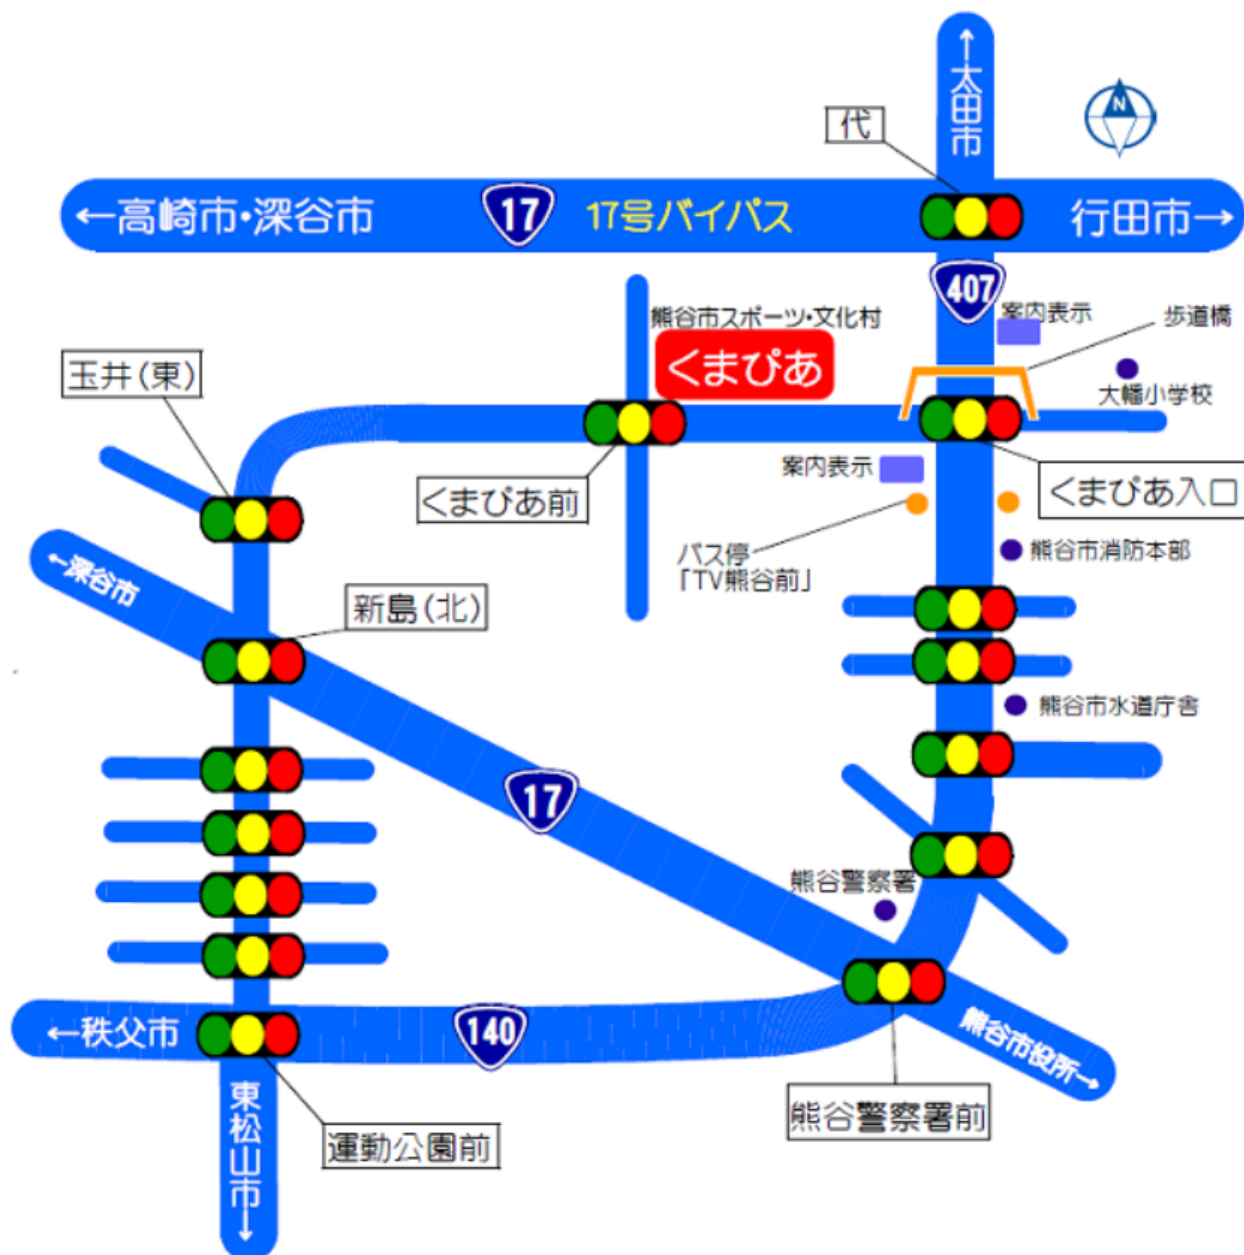 ↑太田市
N
代
←高崎市・深谷市
17
17号バイパス
行田市→
407
案内表示
歩道橋
熊谷市スポーツ・文化村
くまぴあ
玉井(東)
大幡小学校
案内表示
くまぴあ前
くまぴあ入口
バス停
「TV熊谷前」
熊谷市消防本部
←深谷市
新島(北)
熊谷市水道庁舎
17
熊谷警察署
←秩父市
140
熊谷市役所→
熊谷警察署前
東松山市→
運動公園前